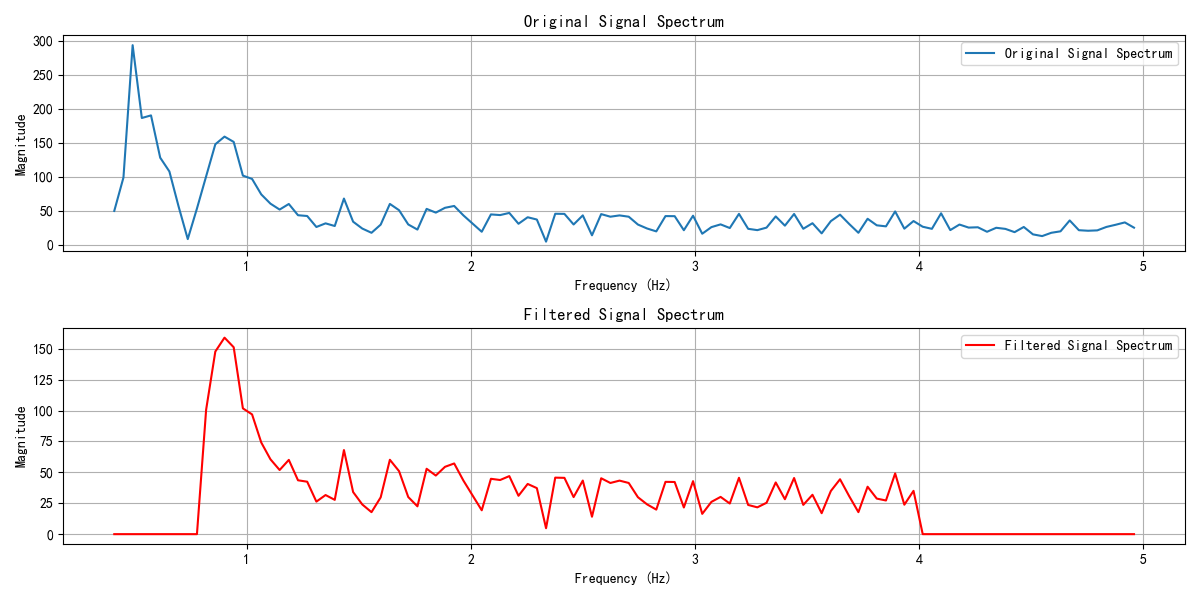 Original Signal Spectrum
Magnitude
300
250
200
150
100
50
0
Original Signal Spectrum
1 2 3 4 5
Frequency (Hz)
Filtered Signal Spectrum
Magnitude
150
125
100
75
50
25
0
Filtered Signal Spectrum
1 2 3 4 5
Frequency (Hz)